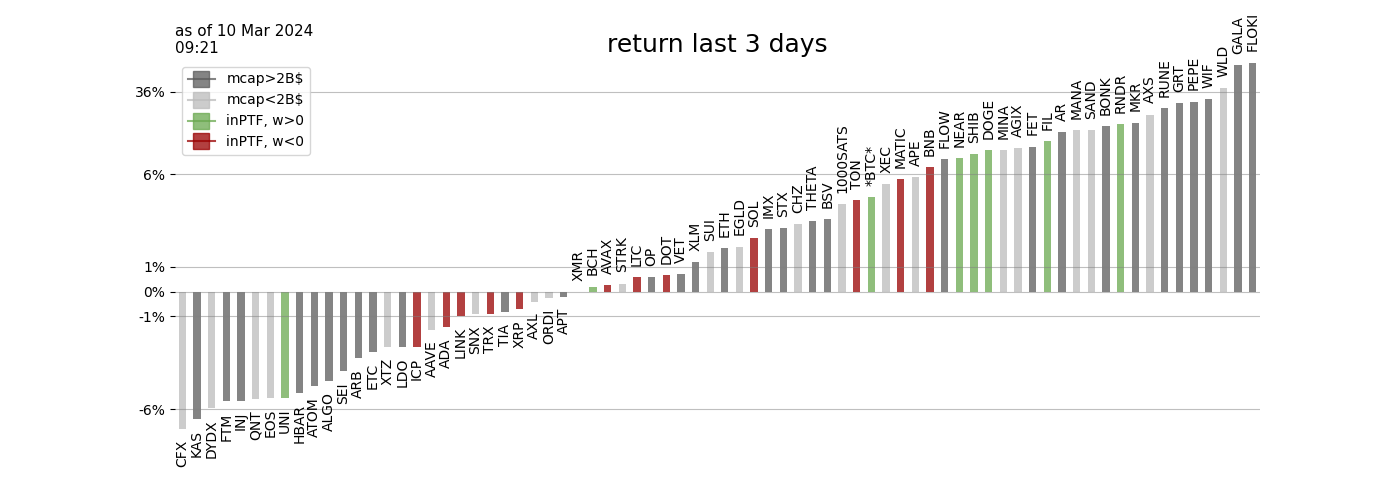 as of 10 Mar 2024
09:21
return last 3 days
mcap>2B$
mcap<2B$
inPTF, w>0
inPTF, w<0
36%
6%
1%
0%
-1%
-6%
CFX
KAS
DYDX
FTM
INJ
QNT
EOS
UNI
HBAR
ATOM
ALGO
SEI
ARB
ETC
XTZ
LDO
ICP
AAVE
ADA
LINK
SNX
TRX
TIA
XRP
AXL
ORDI
APT
XMR
BCH
AVAX
STRK
LTC
OP
DOT
VET
XLM
SUI
ETH
EGLD
SOL
IMX
STX
CHZ
THETA
BSV
1000SATS
TON
*BTC*
XEC
MATIC
APE
BNB
FLOW
NEAR
SHIB
DOGE
MINA
AGIX
FET
FIL
AR
MANA
SAND
BONK
RNDR
MKR
AXS
RUNE
GRT
PEPE
WIF
WLD
GALA
FLOKI